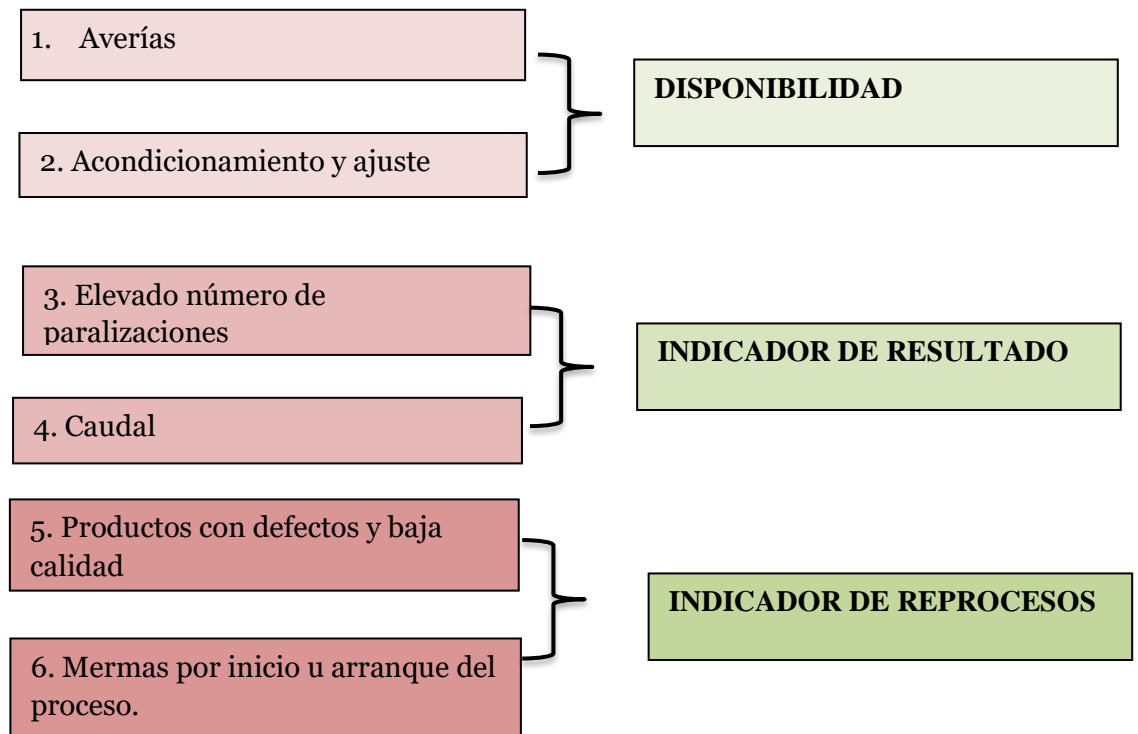 1. Averías
DISPONIBILIDAD
2. Acondicionamiento y ajuste
3. Elevado número de
paralizaciones
INDICADOR DE RESULTADO
4. Caudal
5. Productos con defectos y baja
calidad
INDICADOR DE REPROCESOS
6. Mermas por inicio u arranque del
proceso.